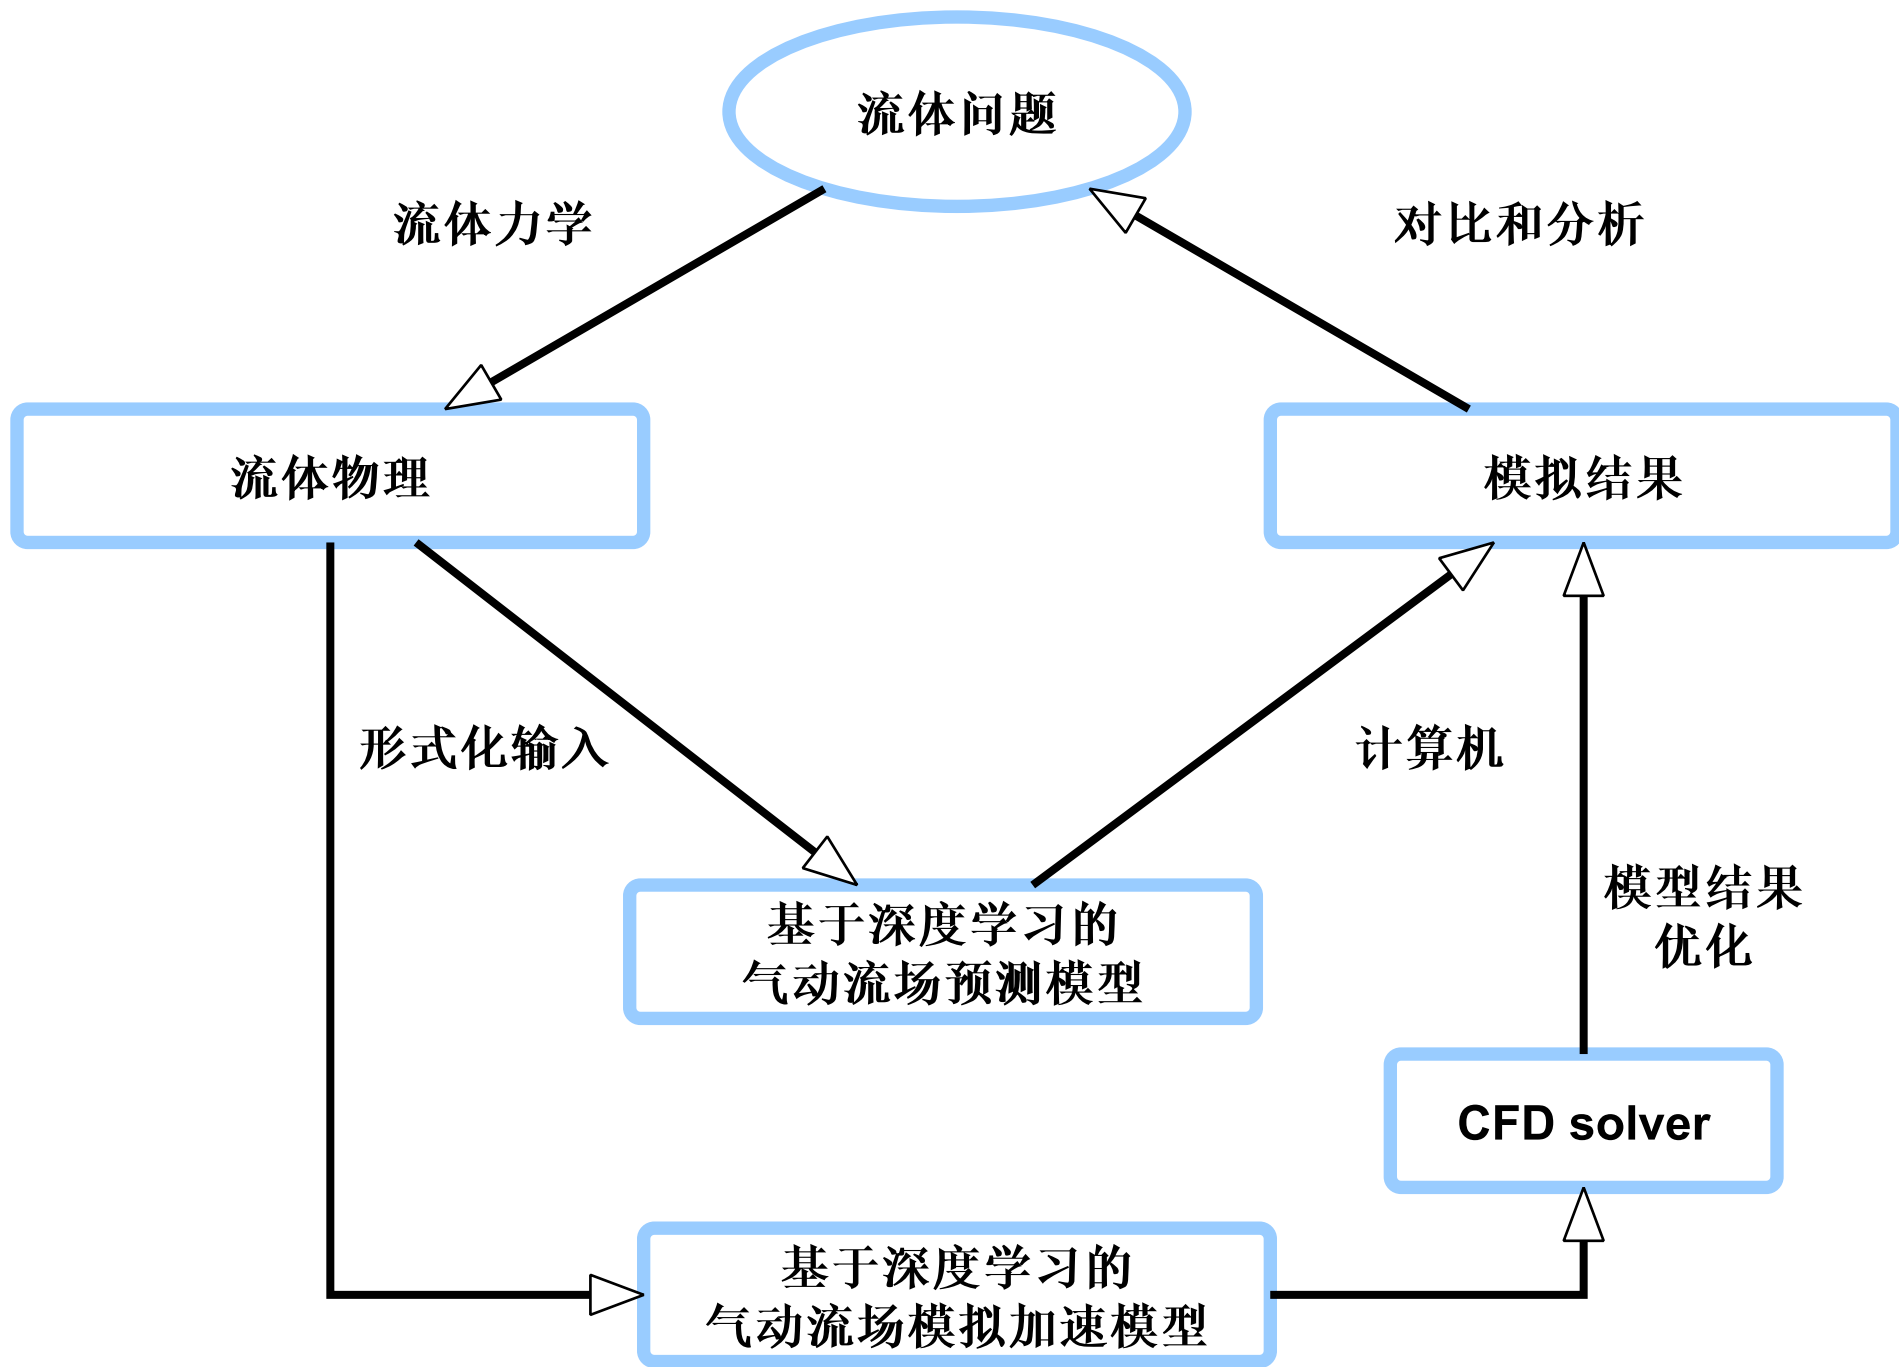 流体问题
流体力学
对比和分析
流体物理
模拟结果
形式化输入
计算机
模型结果
优化
基于深度学习的
气动流场预测模型
CFD solver
基于深度学习的
气动流场模拟加速模型